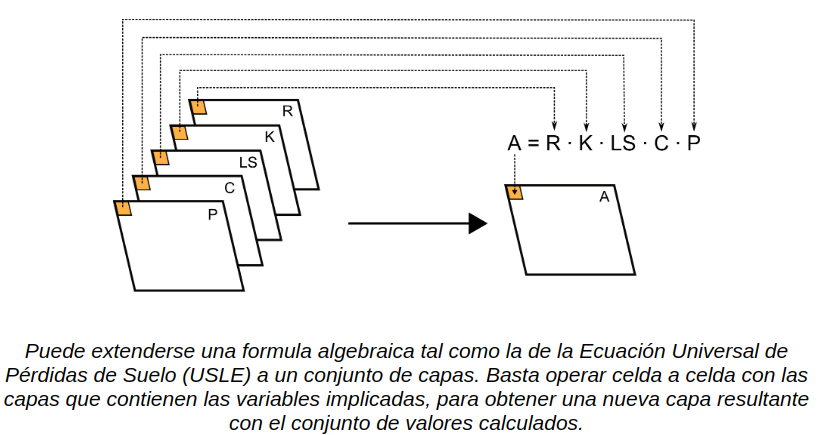 R
K
LS
C
P
A = R · K · LS · C · P
A
Puede extenderse una formula algebraica tal como la de la Ecuación Universal de
Pérdidas de Suelo (USLE) a un conjunto de capas. Basta operar celda a celda con las
capas que contienen las variables implicadas, para obtener una nueva capa resultante
con el conjunto de valores calculados.